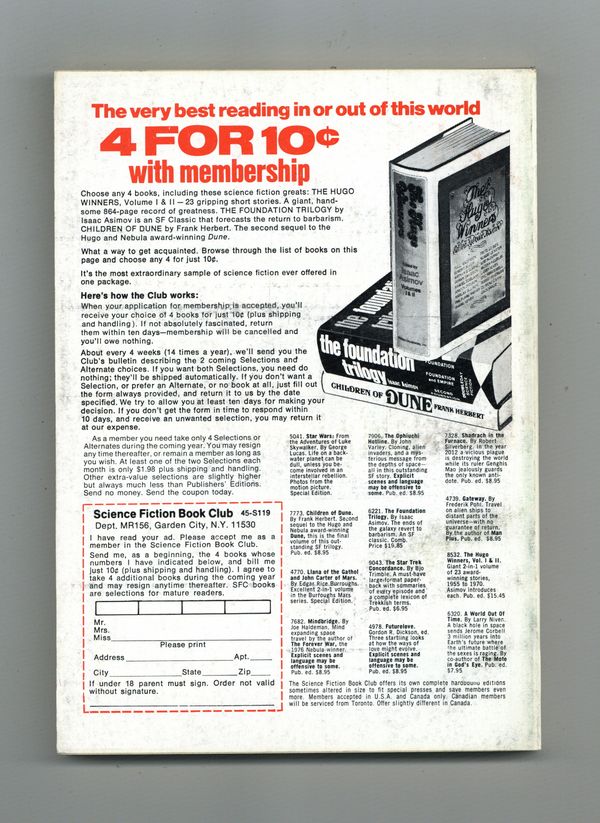 The very best reading in or out of this world
4 FOR 10¢
with membership
Choose any 4 books, including these science fiction greats: THE HUGO
WINNERS, Volume I & II — 23 gripping short stories. A giant, hand-
some 864-page record of greatness. THE FOUNDATION TRILOGY by
Isaac Asimov is an SF Classic that forecasts the return to barbarism.
CHILDREN OF DUNE by Frank Herbert. The second sequel to the
Hugo and Nebula award-winning Dune.
What a way to get acquainted. Browse through the list of books on this
page and choose any 4 for just 10¢.
It's the most extraordinary sample of science fiction ever offered in
one package.
Here's how the Club works:
When your application for membership is accepted, you'll
receive your choice of 4 books for just 10¢ (plus shipping
and handling). If not absolutely fascinated, return
them within ten days—membership will be cancelled and
you'll owe nothing.
About every 4 weeks (14 times a year), we'll send you the
Club's bulletin describing the 2 coming Selections and
Alternate choices. If you want both Selections, you need do
nothing; they'll be shipped automatically. If you don't want a
Selection, or prefer an Alternate, or no book at all, just fill out
the form always provided, and return it to us by the date
specified. We try to allow you at least ten days for making your
decision. If you don't get the form in time to respond within
10 days, and receive an unwanted selection, you may return it
at our expense.
As a member you need take only 4 Selections or
Alternates during the coming year. You may resign
any time thereafter, or remain a member as long as
you wish. At least one of the two Selections each
month is only $1.98 plus shipping and handling.
Other extra-value selections are slightly higher
but always much less than Publishers' Editions.
Send no money. Send the coupon today.
The Hugo Winners
Isaac Asimov
Volumes I & II
The Hugo Winners
the foundation trilogy
Isaac Asimov
FOUNDATION
FOUNDATION AND EMPIRE
SECOND FOUNDATION
CHILDREN OF DUNE FRANK HERBERT
Science Fiction Book Club 45-S119
Dept. MR156, Garden City, N.Y. 11530
I have read your ad. Please accept me as a
member in the Science Fiction Book Club.
Send me, as a beginning, the 4 books whose
numbers I have indicated below, and bill me
just 10¢ (plus shipping and handling). I agree to
take 4 additional books during the coming year
and may resign anytime thereafter. SFC books
are selections for mature readers.
Mr.
Mrs.
Miss
Please print
Address Apt.
City State Zip
If under 18 parent must sign. Order not valid
without signature.
5041. Star Wars: From
the Adventures of Luke
Skywalker. By George
Lucas. Life on a back-
water planet can be
dull, unless you be-
come involved in an
interstellar rebellion.
Photos from the
motion picture.
Special Edition.
7773. Children of Dune.
By Frank Herbert. Second
sequel to the Hugo and
Nebula award-winning
Dune, this is the final
volume of this out-
standing SF trilogy.
Pub. ed. $8.95
4770. Llana of the Gathol
and John Carter of Mars.
By Edgar Rice Burroughs.
Excellent 2-in-1 volume
in the Burroughs Mars
series. Special Edition.
7682. Mindbridge. By
Joe Haldeman. Mind
expanding space
travel by the author of
The Forever War, the
1976 Nebula-winner.
Explicit scenes and
language may be
offensive to some.
Pub. ed. $8.95
7906. The Ophiuchi
Hotline. By John
Varley. Cloning, alien
invaders, and a mys-
terious message from
the depths of space—
all in this outstanding
SF story. Explicit
scenes and language
may be offensive to
some. Pub. ed. $8.95
6221. The Foundation
Trilogy. By Isaac
Asimov. The ends of
the galaxy revert to
barbarism. An SF
classic. Comb.
Price $19.85
9043. The Star Trek
Concordance. By Bjo
Trimble. A must-have
large-format paper-
back with summaries
of every episode and
a complete lexicon of
Trekkish terms.
Pub. ed. $6.95
4978. Futurelove.
Gordon R. Dickson, ed.
Three startling looks
at how the ways of
love might evolve.
Explicit scenes and
language may be
offensive to some.
Pub. ed. $8.95
7328. Shadrach in the
Furnace. By Robert
Silverberg. In the year
2012 a vicious plague
is destroying the world
while its ruler Genghis
Mao jealously guards
the only known anti-
dote. Pub. ed. $8.95
4739. Gateway. By
Frederik Pohl. Travel
on alien ships to
distant parts of the
universe—with no
guarantee of return.
By the author of Man
Plus. Pub. ed. $8.95
8532. The Hugo
Winners, Vol. I & II.
Giant 2-in-1 volume
of 23 award-
winning stories,
1955 to 1970.
Asimov introduces
each. Pub. ed. $15.45
5320. A World Out Of
Time. By Larry Niven.
A black hole in space
sends Jerome Corbell
3 million years into
Earth's future where
the ultimate battle of
the sexes is raging. By
co-author of The Mote
in God's Eye. Pub. ed.
$7.95
The Science Fiction Book Club offers its own complete hardbound editions
sometimes altered in size to fit special presses and save members even
more. Members accepted in U.S.A. and Canada only. Canadian members
will be serviced from Toronto. Offer slightly different in Canada.